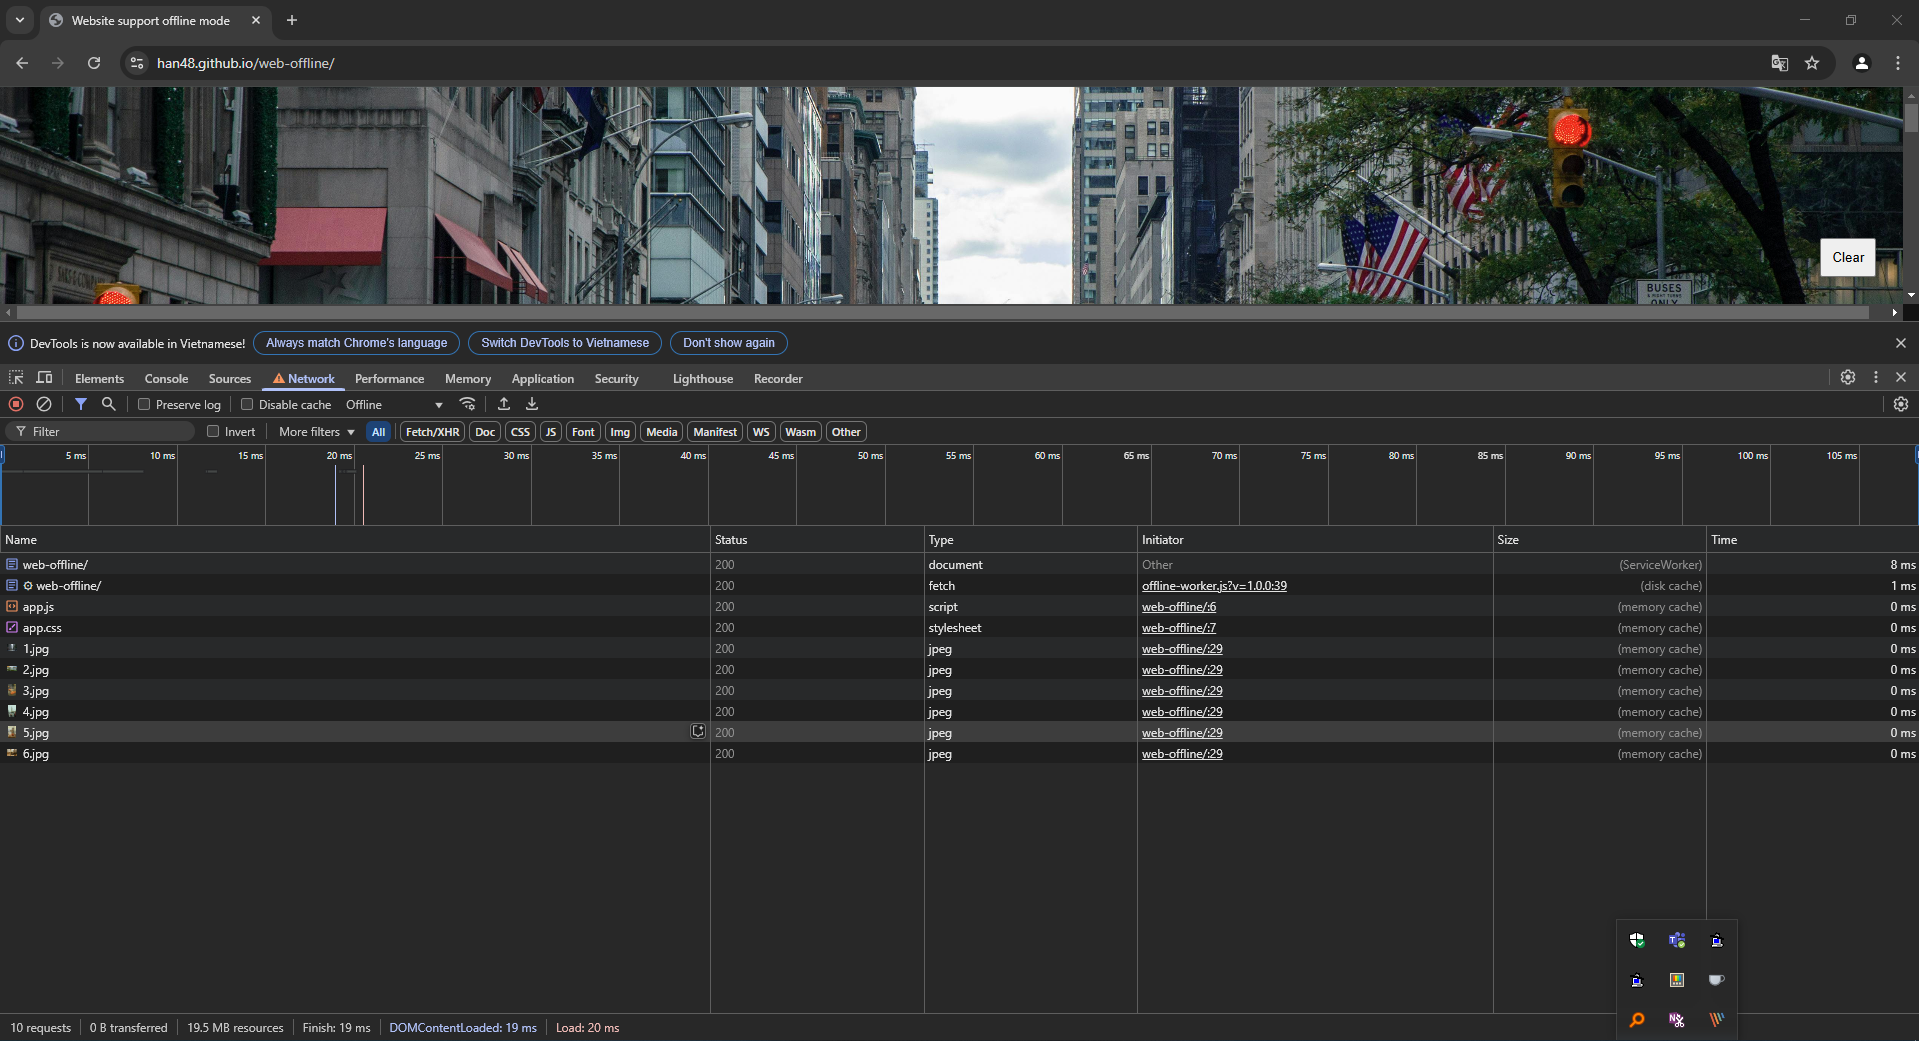 Website support offline mode
han48.github.io/web-offline/
SAKS & COMPANY
BUSES
& RIGHT TURNS
ONLY
Clear
DevTools is now available in Vietnamese! Always match Chrome's language Switch DevTools to Vietnamese Don't show again
Elements Console Sources Network Performance Memory Application Security Lighthouse Recorder
Preserve log Disable cache Offline
Filter Invert More filters All Fetch/XHR Doc CSS JS Font Img Media Manifest WS Wasm Other
5 ms 10 ms 15 ms 20 ms 25 ms 30 ms 35 ms 40 ms 45 ms 50 ms 55 ms 60 ms 65 ms 70 ms 75 ms 80 ms 85 ms 90 ms 95 ms 100 ms 105 ms
Name Status Type Initiator Size Time
web-offline/ 200 document Other (ServiceWorker) 8 ms
web-offline/ 200 fetch offline-worker.js?v=1.0.0:39 (disk cache) 1 ms
app.js 200 script web-offline/:6 (memory cache) 0 ms
app.css 200 stylesheet web-offline/:7 (memory cache) 0 ms
1.jpg 200 jpeg web-offline/:29 (memory cache) 0 ms
2.jpg 200 jpeg web-offline/:29 (memory cache) 0 ms
3.jpg 200 jpeg web-offline/:29 (memory cache) 0 ms
4.jpg 200 jpeg web-offline/:29 (memory cache) 0 ms
5.jpg 200 jpeg web-offline/:29 (memory cache) 0 ms
6.jpg 200 jpeg web-offline/:29 (memory cache) 0 ms
10 requests 0 B transferred 19.5 MB resources Finish: 19 ms DOMContentLoaded: 19 ms Load: 20 ms